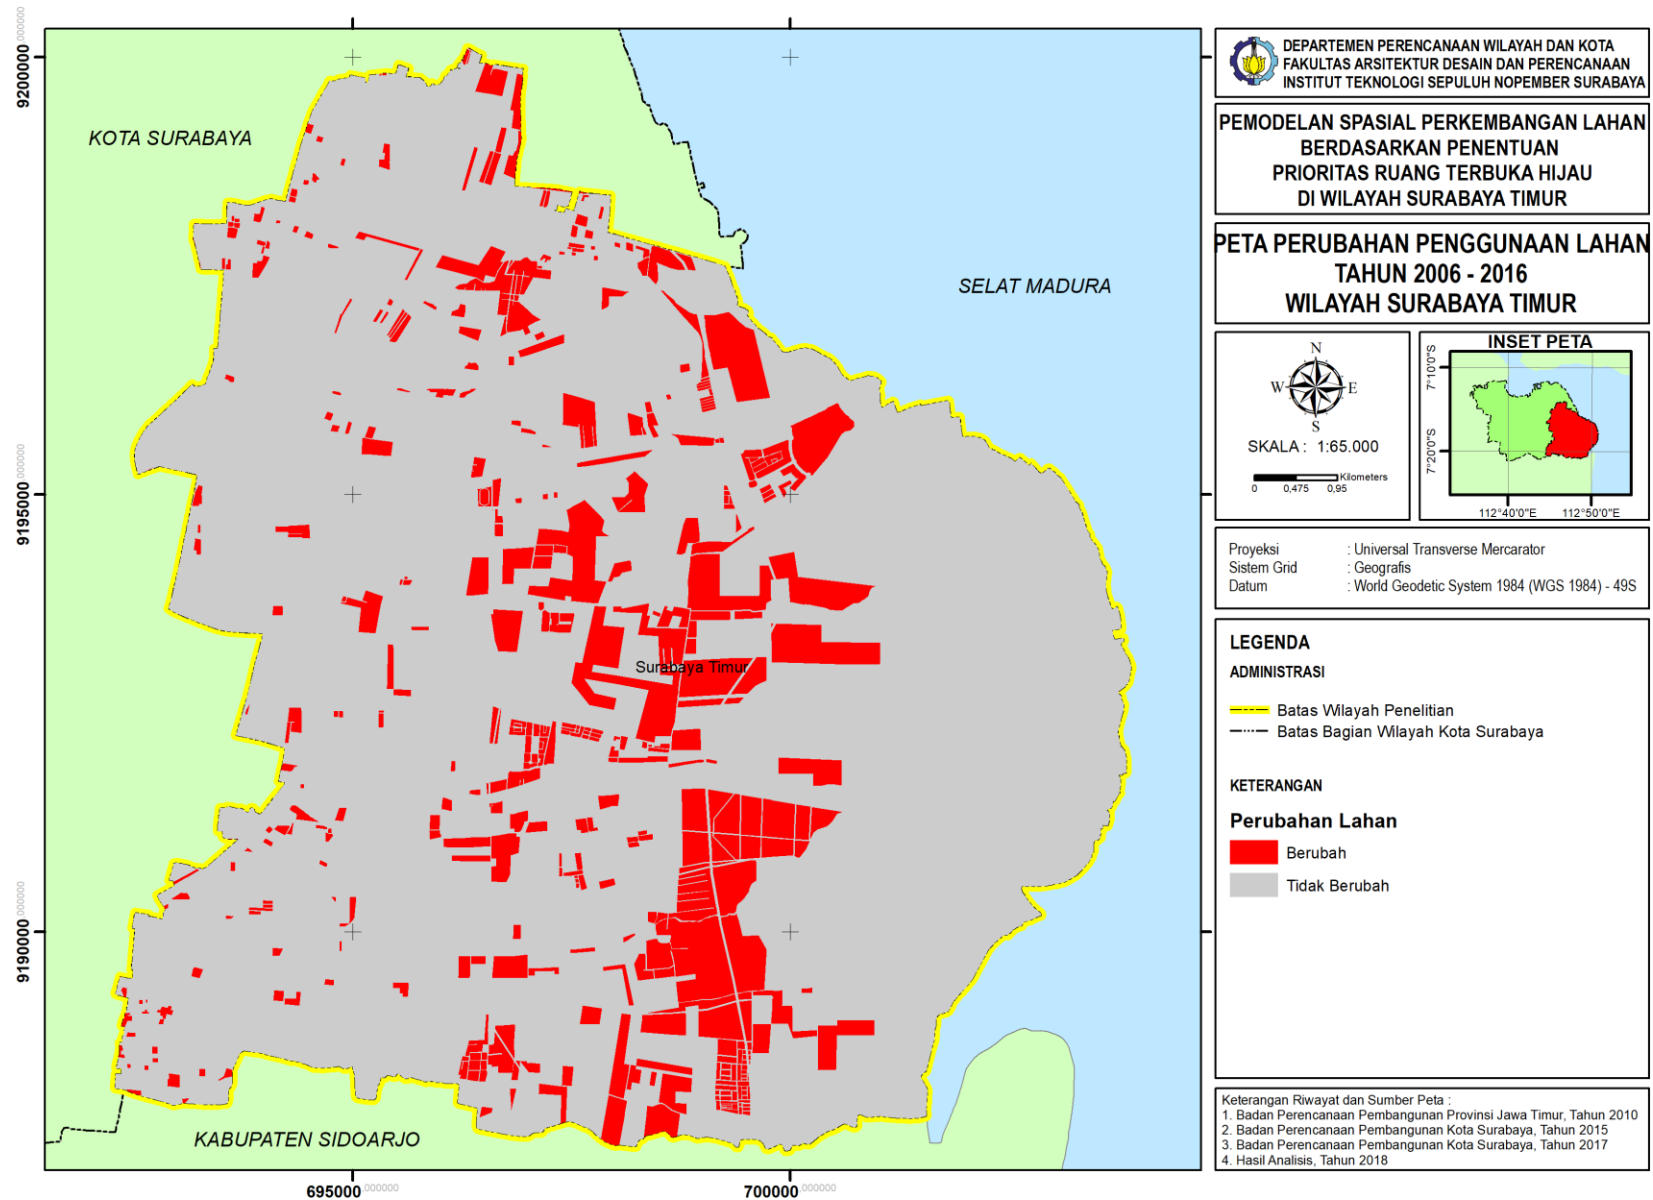 DEPARTEMEN PERENCANAAN WILAYAH DAN KOTA
FAKULTAS ARSITEKTUR DESAIN DAN PERENCANAAN
INSTITUT TEKNOLOGI SEPULUH NOPEMBER SURABAYA
PEMODELAN SPASIAL PERKEMBANGAN LAHAN
BERDASARKAN PENENTUAN
PRIORITAS RUANG TERBUKA HIJAU
DI WILAYAH SURABAYA TIMUR
PETA PERUBAHAN PENGGUNAAN LAHAN
TAHUN 2006 - 2016
WILAYAH SURABAYA TIMUR
N
W E
S
SKALA : 1:65.000
Kilometers
0 0,475 0,95
INSET PETA
7°10'0"S
7°20'0"S
112°40'0"E 112°50'0"E
Proyeksi : Universal Transverse Mercarator
Sistem Grid : Geografis
Datum : World Geodetic System 1984 (WGS 1984) - 49S
LEGENDA
ADMINISTRASI
Batas Wilayah Penelitian
Batas Bagian Wilayah Kota Surabaya
KETERANGAN
Perubahan Lahan
Berubah
Tidak Berubah
Keterangan Riwayat dan Sumber Peta :
1. Badan Perencanaan Pembangunan Provinsi Jawa Timur, Tahun 2010
2. Badan Perencanaan Pembangunan Kota Surabaya, Tahun 2015
3. Badan Perencanaan Pembangunan Kota Surabaya, Tahun 2017
4. Hasil Analisis, Tahun 2018
KOTA SURABAYA
SELAT MADURA
Surabaya Timur
KABUPATEN SIDOARJO
9200000,000000
9195000,000000
9190000,000000
695000,000000
700000,000000